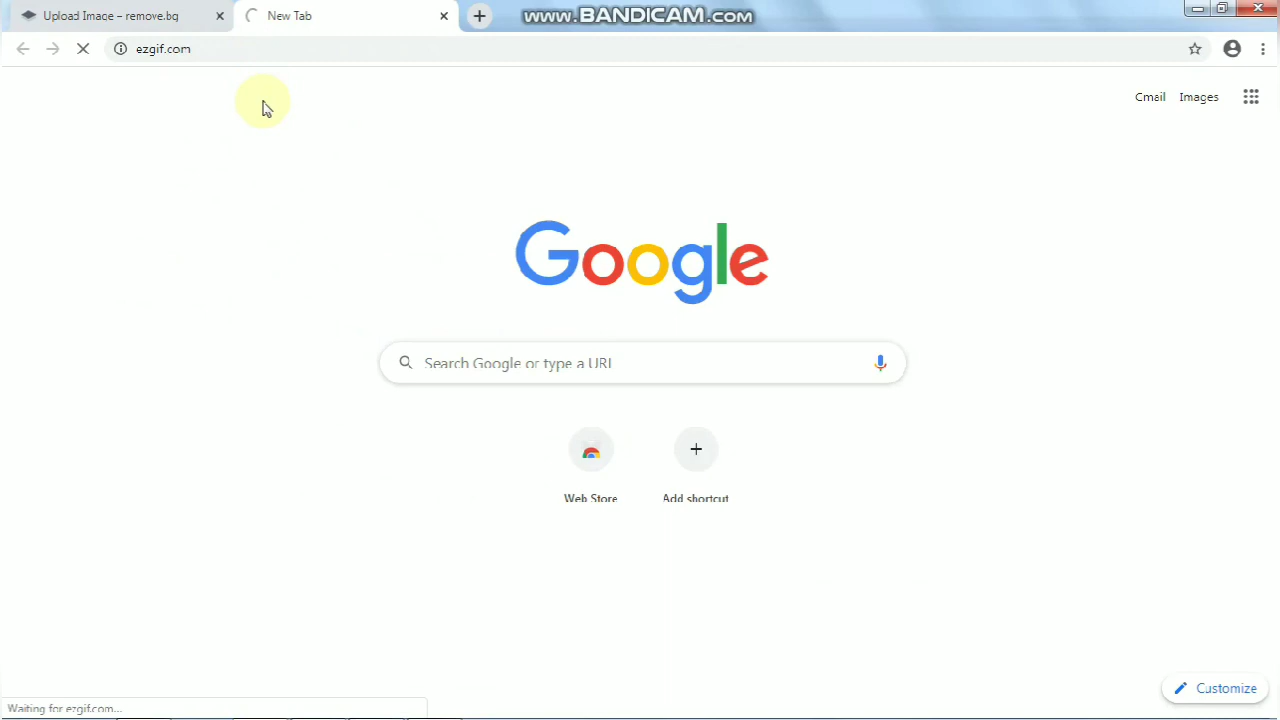 Upload Image – remove.bg
New Tab
www.BANDICAM.com
ezgif.com
Gmail Images
Google
Search Google or type a URL
Web Store
Add shortcut
Customize
Waiting for ezgif.com...